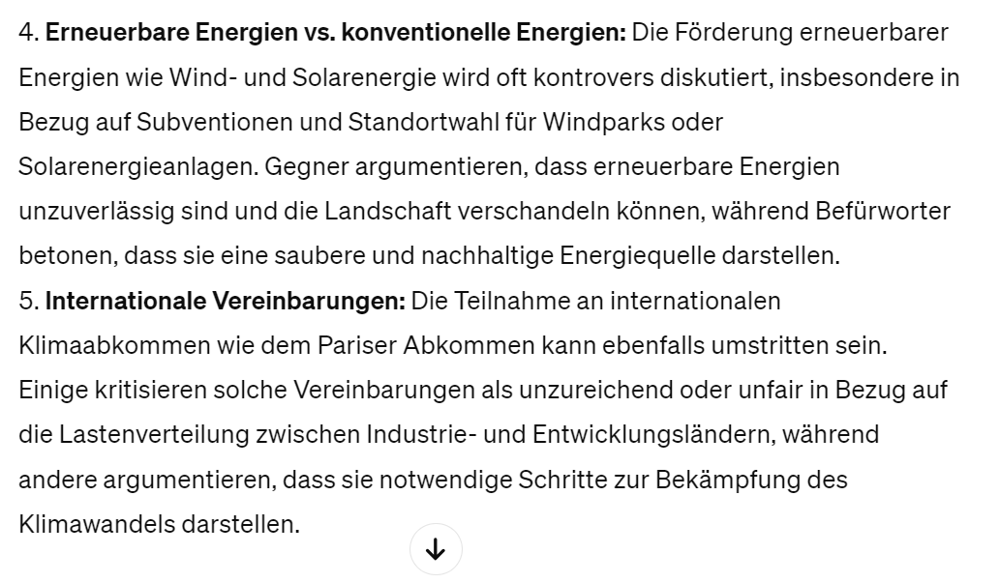 4. Erneuerbare Energien vs. konventionelle Energien: Die Förderung erneuerbarer
Energien wie Wind- und Solarenergie wird oft kontrovers diskutiert, insbesondere in
Bezug auf Subventionen und Standortwahl für Windparks oder
Solarenergieanlagen. Gegner argumentieren, dass erneuerbare Energien
unzuverlässig sind und die Landschaft verschandeln können, während Befürworter
betonen, dass sie eine saubere und nachhaltige Energiequelle darstellen.
5. Internationale Vereinbarungen: Die Teilnahme an internationalen
Klimaabkommen wie dem Pariser Abkommen kann ebenfalls umstritten sein.
Einige kritisieren solche Vereinbarungen als unzureichend oder unfair in Bezug auf
die Lastenverteilung zwischen Industrie- und Entwicklungsländern, während
andere argumentieren, dass sie notwendige Schritte zur Bekämpfung des
Klimawandels darstellen.